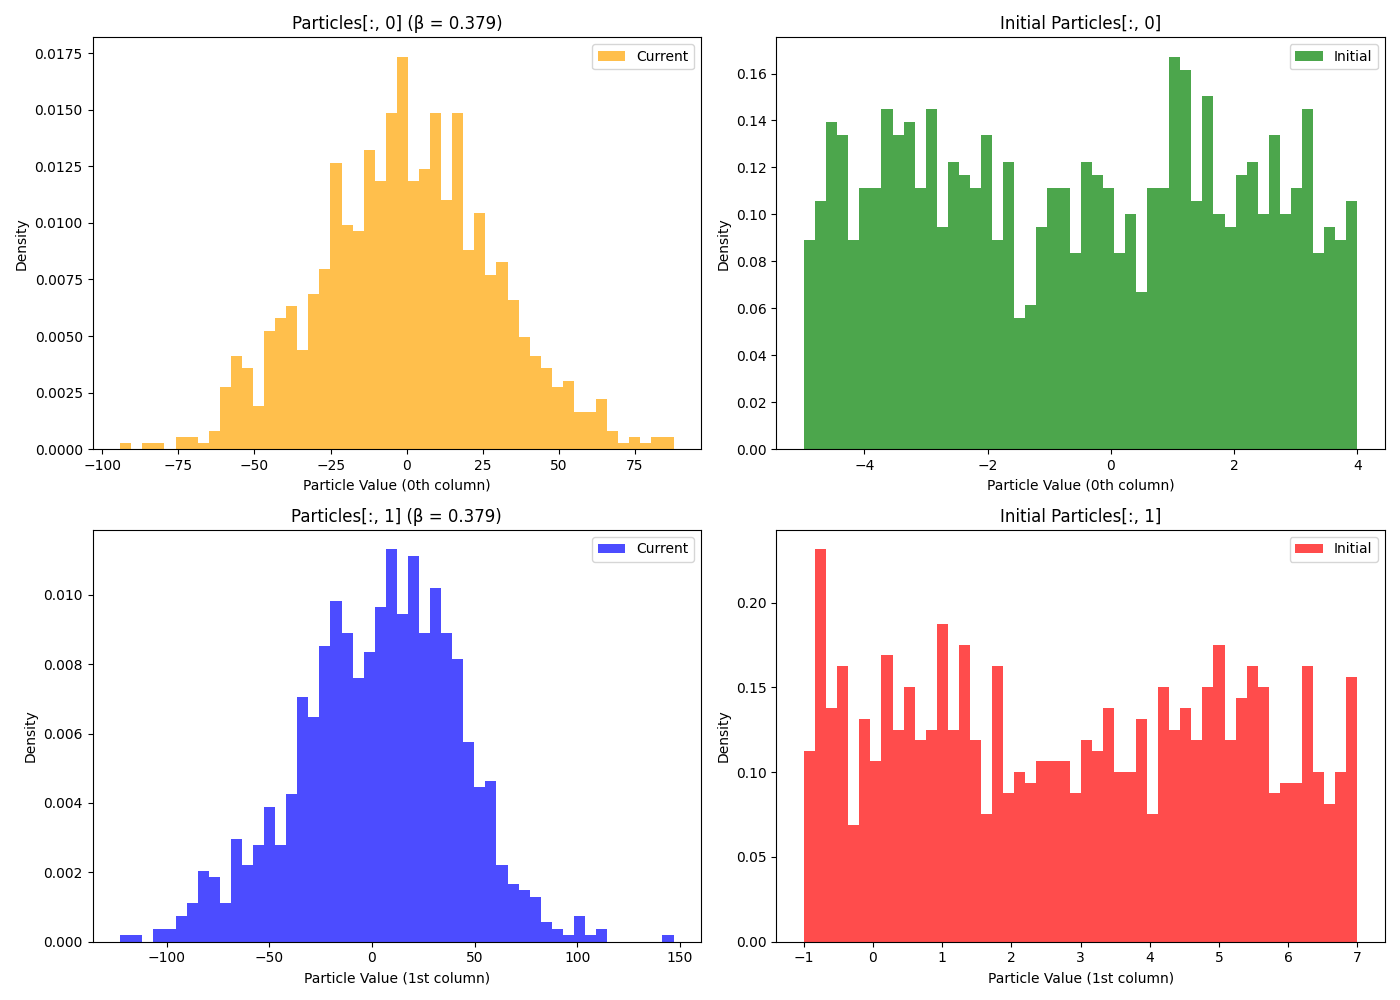 Particles[:, 0] (β = 0.379)
Current
Density
0.0175
0.0150
0.0125
0.0100
0.0075
0.0050
0.0025
0.0000
−100 −75 −50 −25 0 25 50 75
Particle Value (0th column)
Initial Particles[:, 0]
Initial
Density
0.16
0.14
0.12
0.10
0.08
0.06
0.04
0.02
0.00
−4 −2 0 2 4
Particle Value (0th column)
Particles[:, 1] (β = 0.379)
Current
Density
0.010
0.008
0.006
0.004
0.002
0.000
−100 −50 0 50 100 150
Particle Value (1st column)
Initial Particles[:, 1]
Initial
Density
0.20
0.15
0.10
0.05
0.00
−1 0 1 2 3 4 5 6 7
Particle Value (1st column)